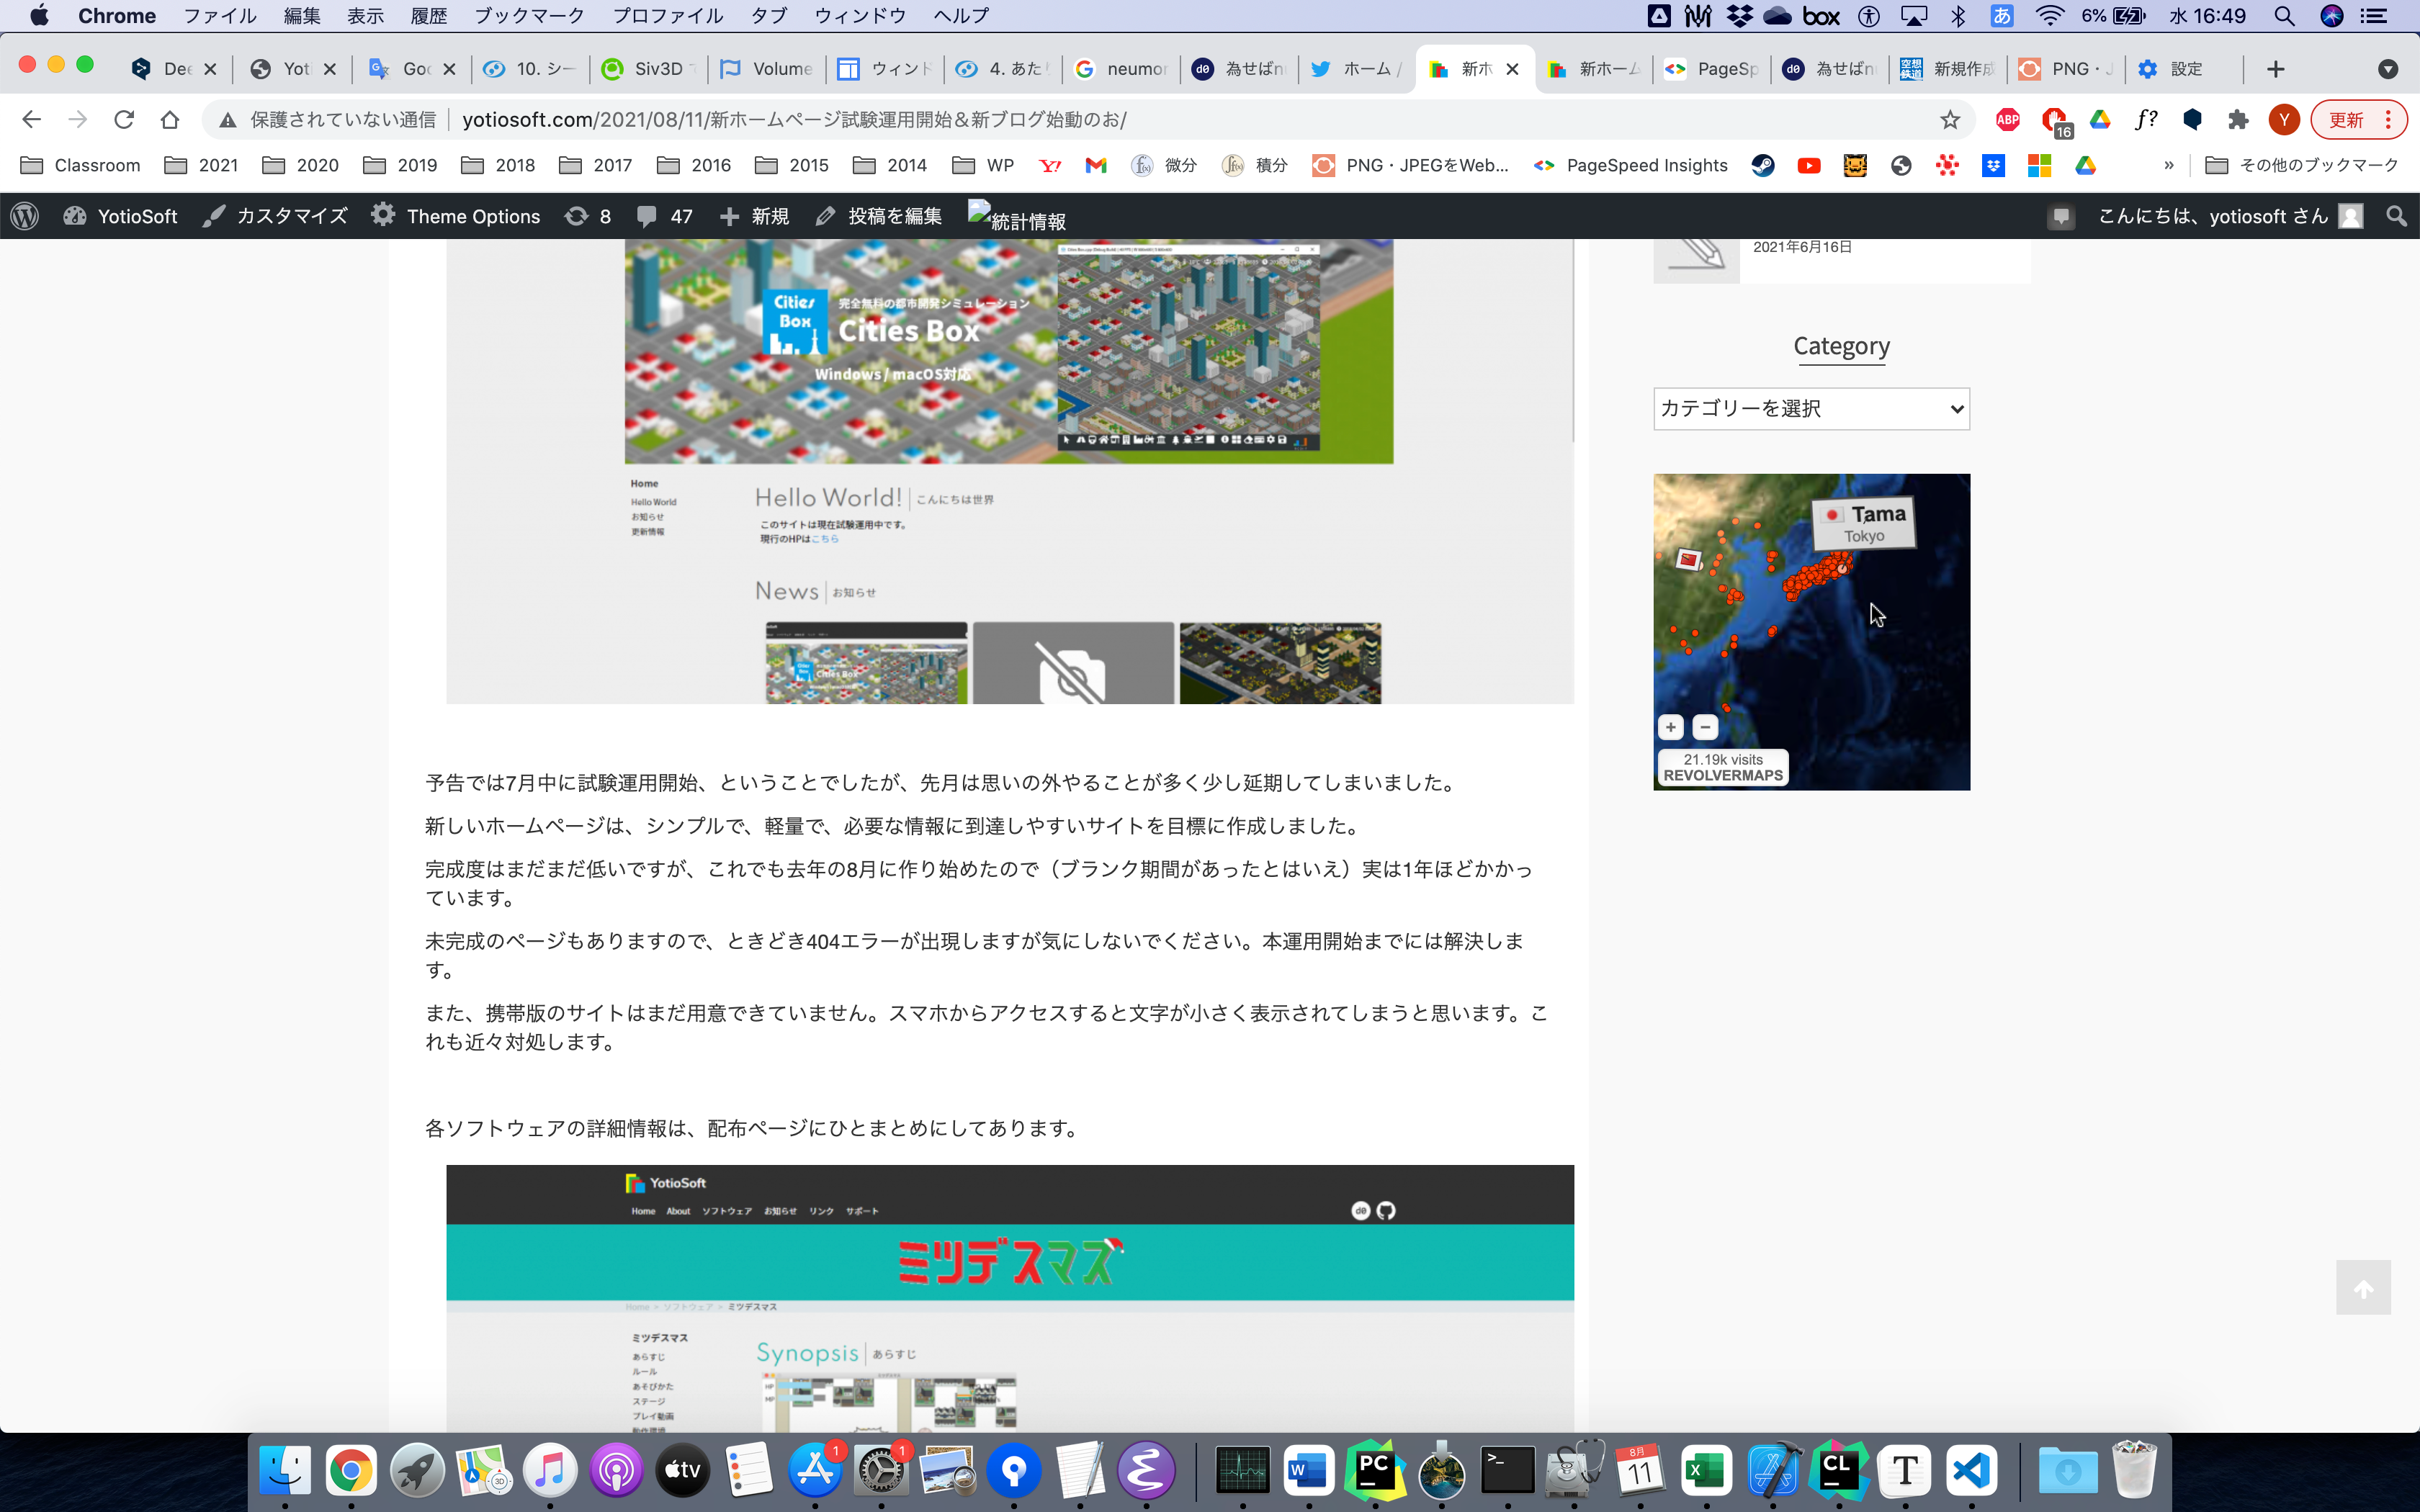 Chrome ファイル 編集 表示 履歴 ブックマーク プロファイル タブ ウィンドウ ヘルプ
box あ 6% 水 16:49
Dee Yoti Goo 10. シー Siv3D Volume ウィンド 4. あた neumor 為せばn ホーム / 新ホ 新ホーム PageSp 為せばn 新規作成 PNG・J 設定
保護されていない通信 yotiosoft.com/2021/08/11/新ホームページ試験運用開始&新ブログ始動のお/
ABP 16 f? Y 更新
Classroom 2021 2020 2019 2018 2017 2016 2015 2014 WP Y! 微分 積分 PNG・JPEGをWeb... PageSpeed Insights » その他のブックマーク
YotioSoft カスタマイズ Theme Options 8 47 新規 投稿を編集 統計情報 こんにちは、yotiosoft さん
2021年6月16日
Cities Box
完全無料の都市開発シミュレーション
Cities Box
Windows / macOS対応
Home
Hello World
お知らせ
更新情報
Hello World! こんにちは世界
このサイトは現在試験運用中です。
現行のHPはこちら
News お知らせ
Category
カテゴリーを選択
Tama
Tokyo
+ −
21.19k visits
REVOLVERMAPS
予告では7月中に試験運用開始、ということでしたが、先月は思いの外やることが多く少し延期してしまいました。
新しいホームページは、シンプルで、軽量で、必要な情報に到達しやすいサイトを目標に作成しました。
完成度はまだまだ低いですが、これでも去年の8月に作り始めたので（ブランク期間があったとはいえ）実は1年ほどかかっ
ています。
未完成のページもありますので、ときどき404エラーが出現しますが気にしないでください。本運用開始までには解決しま
す。
また、携帯版のサイトはまだ用意できていません。スマホからアクセスすると文字が小さく表示されてしまうと思います。こ
れも近々対処します。
各ソフトウェアの詳細情報は、配布ページにひとまとめにしてあります。
YotioSoft
Home About ソフトウェア お知らせ リンク サポート
ミツデスマス
Home > ソフトウェア > ミツデスマス
ミツデスマス
あらすじ
ルール
あそびかた
ステージ
プレイ動画
動作環境
Synopsis あらすじ
3D tv 1 1 W PC >_ 8月 11 X CL T